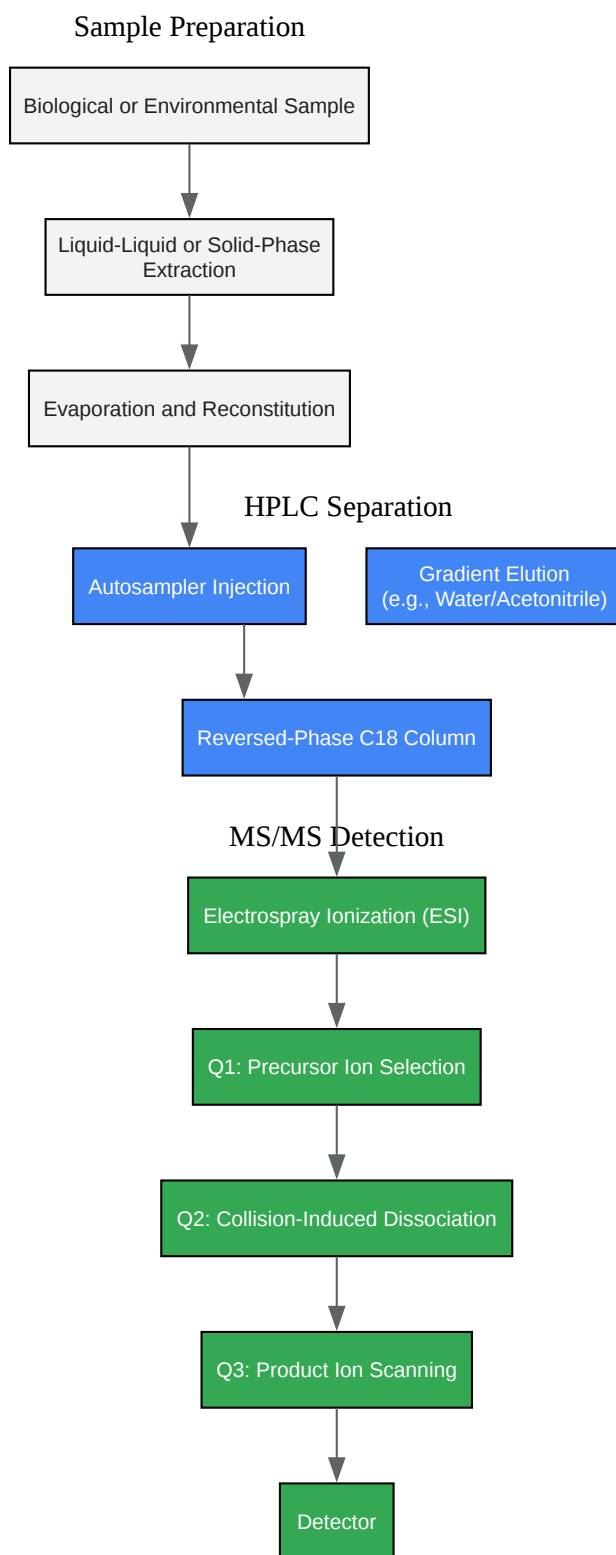 Sample Preparation
Biological or Environmental Sample
Liquid-Liquid or Solid-Phase
Extraction
Evaporation and Reconstitution
HPLC Separation
Autosampler Injection
Gradient Elution
(e.g., Water/Acetonitrile)
Reversed-Phase C18 Column
MS/MS Detection
Electrospray Ionization (ESI)
Q1: Precursor Ion Selection
Q2: Collision-Induced Dissociation
Q3: Product Ion Scanning
Detector